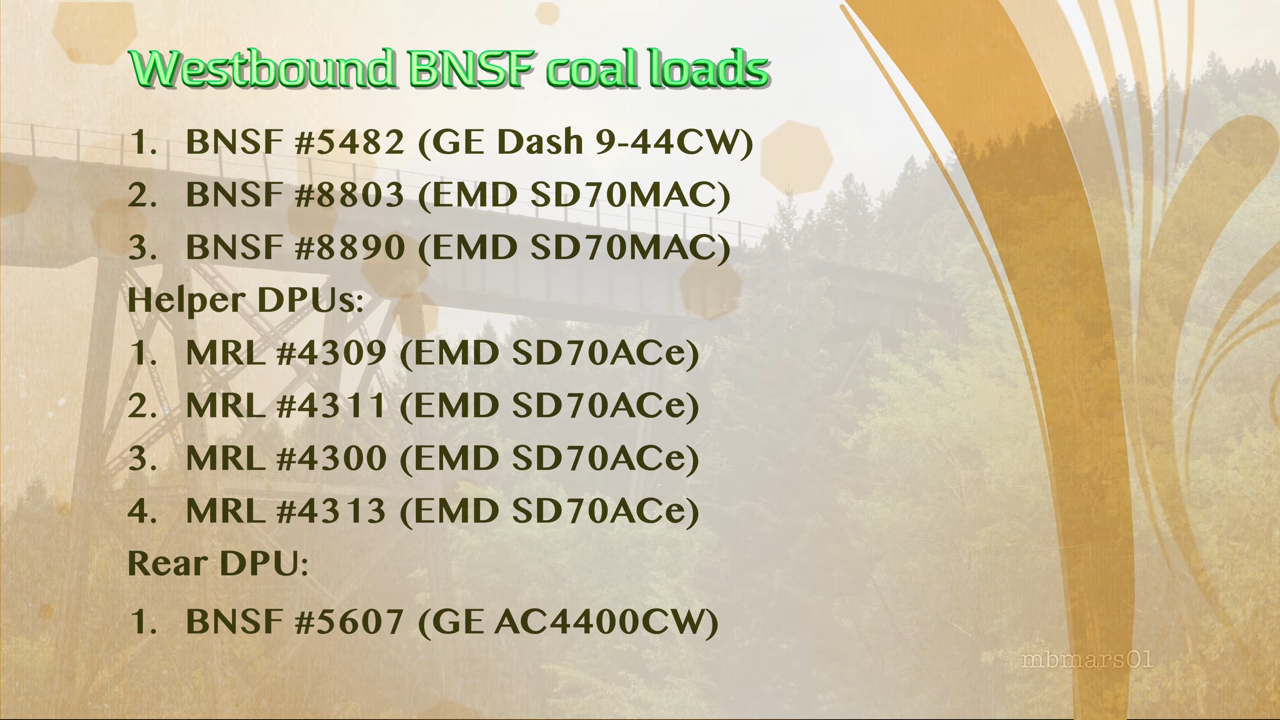 Westbound BNSF coal loads
1. BNSF #5482 (GE Dash 9-44CW)
2. BNSF #8803 (EMD SD70MAC)
3. BNSF #8890 (EMD SD70MAC)
Helper DPUs:
1. MRL #4309 (EMD SD70ACe)
2. MRL #4311 (EMD SD70ACe)
3. MRL #4300 (EMD SD70ACe)
4. MRL #4313 (EMD SD70ACe)
Rear DPU:
1. BNSF #5607 (GE AC4400CW)
mbmars01